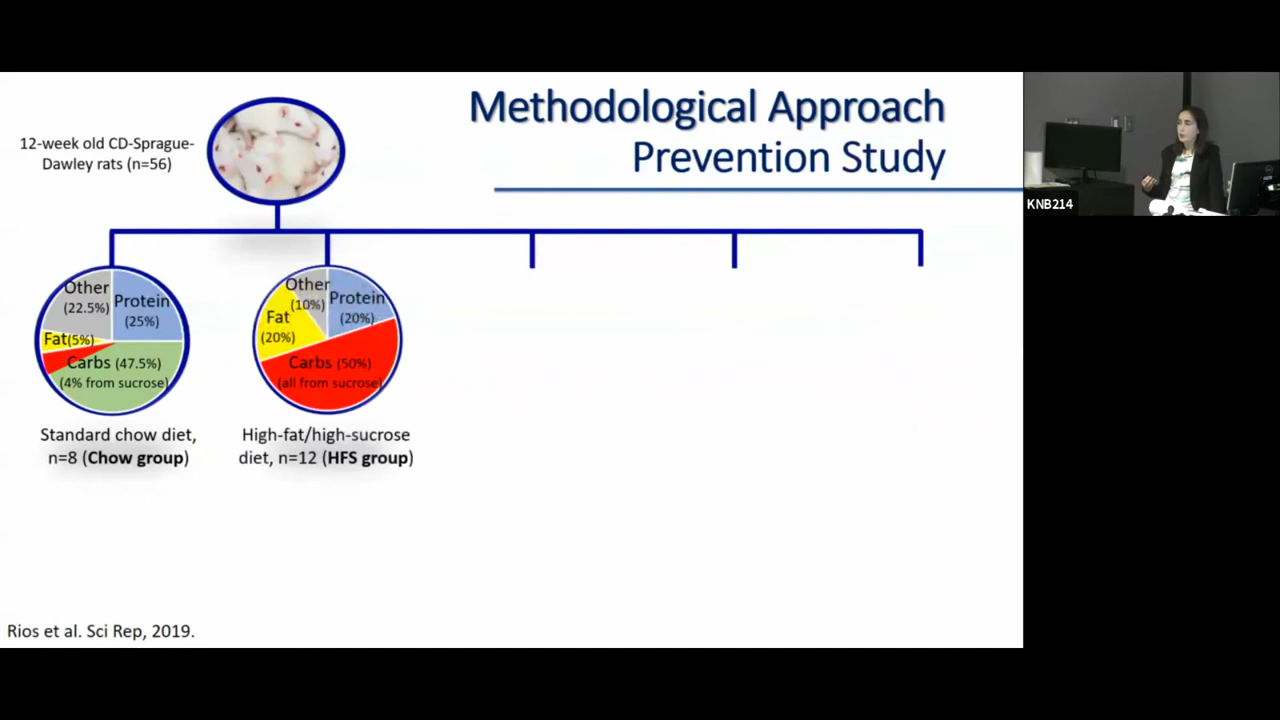 Methodological Approach
Prevention Study
12-week old CD-Sprague-
Dawley rats (n=56)
KNB214
Other
(22.5%)
Protein
(25%)
Fat(5%)
Carbs (47.5%)
(4% from sucrose)
Other
(10%)
Protein
(20%)
Fat
(20%)
Carbs (50%)
(all from sucrose)
Standard chow diet,
n=8 (Chow group)
High-fat/high-sucrose
diet, n=12 (HFS group)
Rios et al. Sci Rep, 2019.